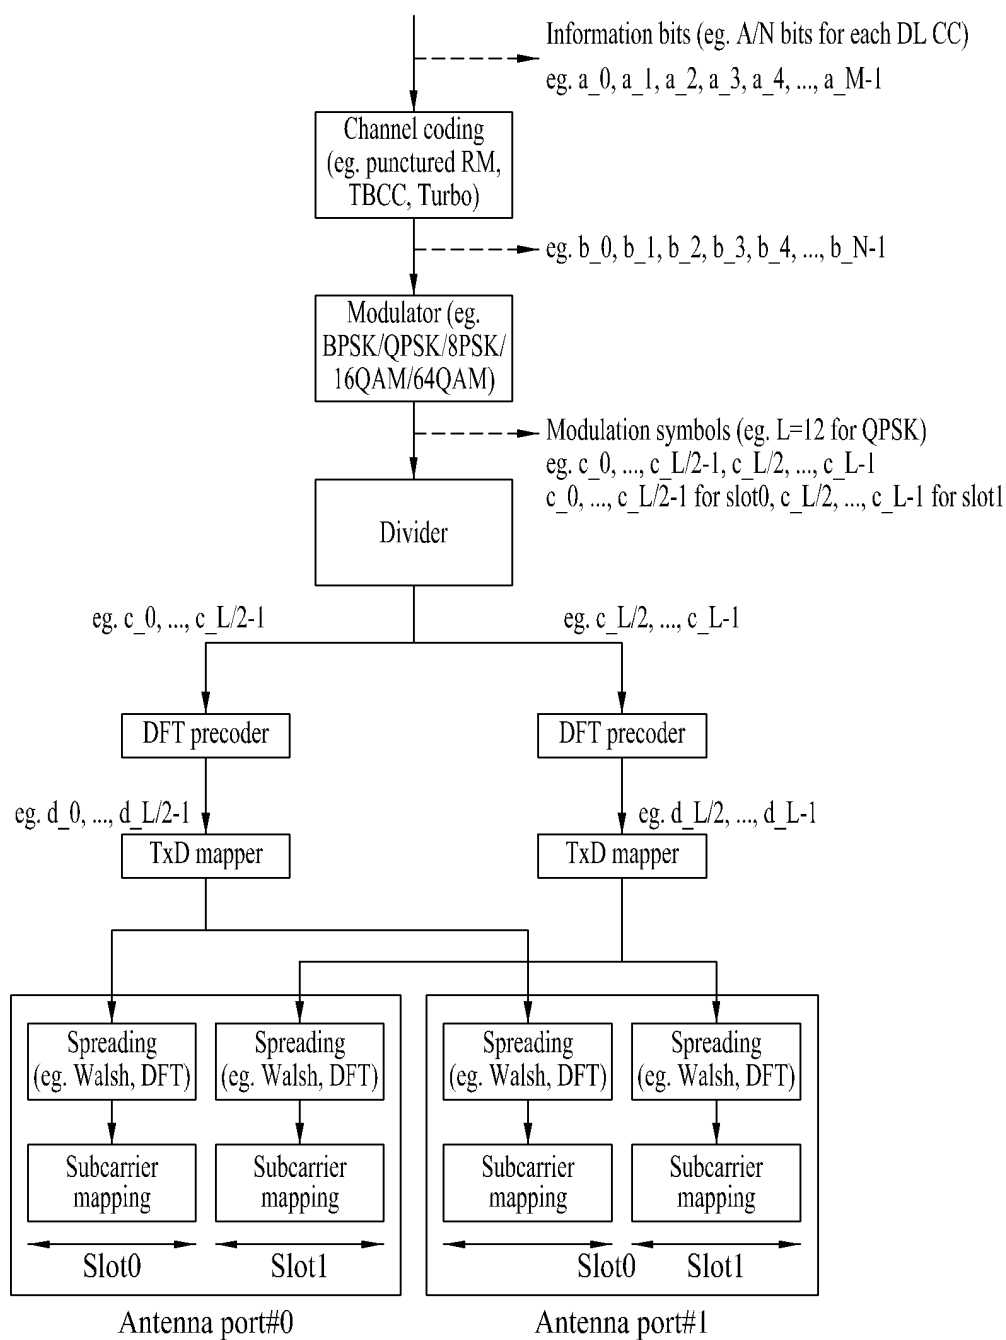 Information bits (eg. A/N bits for each DL CC)
eg. a_0, a_1, a_2, a_3, a_4, ..., a_M-1
Channel coding
(eg. punctured RM,
TBCC, Turbo)
eg. b_0, b_1, b_2, b_3, b_4, ..., b_N-1
Modulator (eg.
BPSK/QPSK/8PSK/
16QAM/64QAM)
Modulation symbols (eg. L=12 for QPSK)
eg. c_0, ..., c_L/2-1, c_L/2, ..., c_L-1
c_0, ..., c_L/2-1 for slot0, c_L/2, ..., c_L-1 for slot1
Divider
eg. c_0, ..., c_L/2-1
eg. c_L/2, ..., c_L-1
DFT precoder
DFT precoder
eg. d_0, ..., d_L/2-1
eg. d_L/2, ..., d_L-1
TxD mapper
TxD mapper
Spreading
(eg. Walsh, DFT)
Spreading
(eg. Walsh, DFT)
Spreading
(eg. Walsh, DFT)
Spreading
(eg. Walsh, DFT)
Subcarrier
mapping
Subcarrier
mapping
Subcarrier
mapping
Subcarrier
mapping
Slot0
Slot1
Slot0
Slot1
Antenna port#0
Antenna port#1